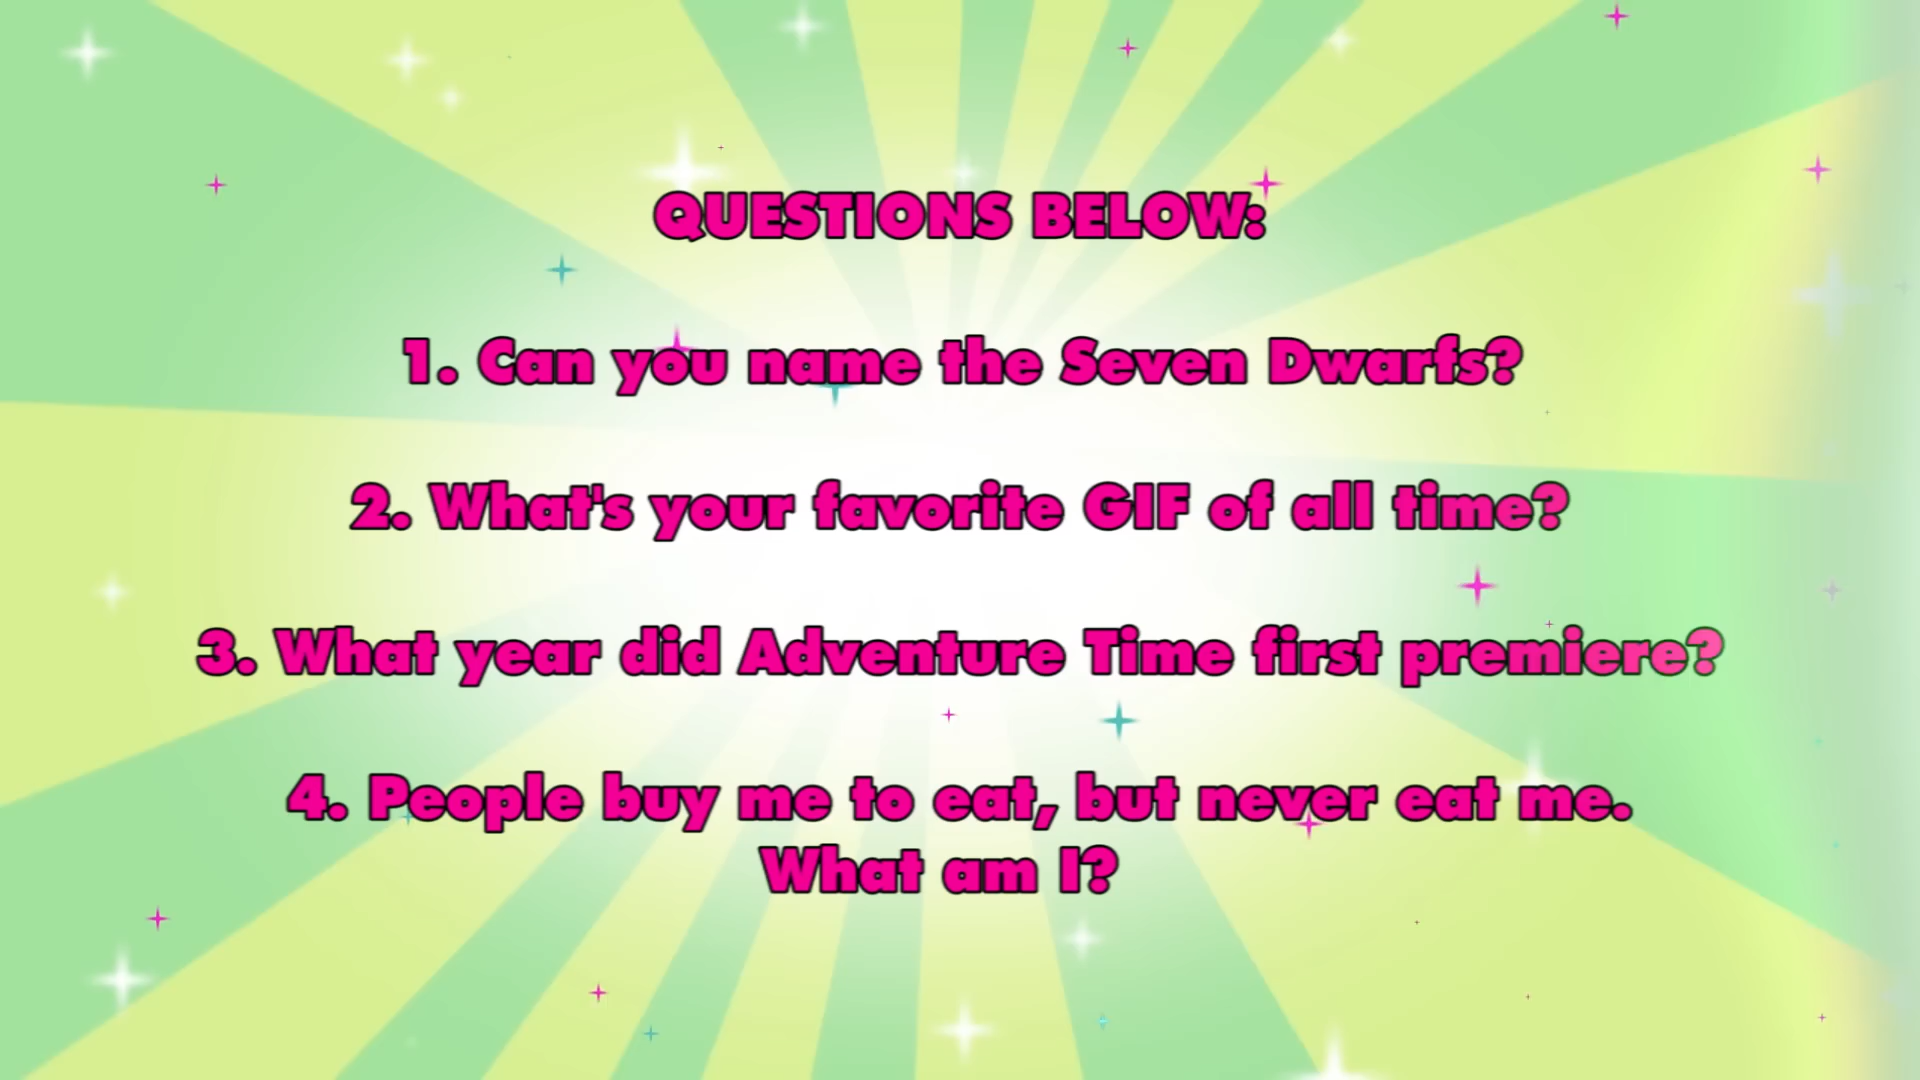 QUESTIONS BELOW:
1. Can you name the Seven Dwarfs?
2. What's your favorite GIF of all time?
3. What year did Adventure Time first premiere?
4. People buy me to eat, but never eat me.
What am I?